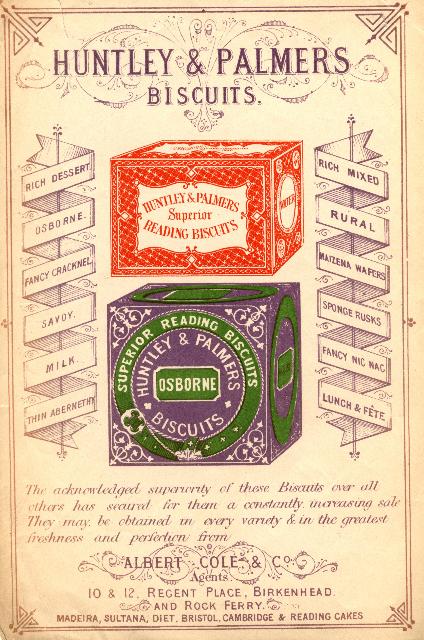 HUNTLEY & PALMERS
BISCUITS.
RICH DESSERT.
OSBORNE.
FANCY CRACKNEL
SAVOY.
MILK.
THIN ABERNETHY
HUNTLEY & PALMERS
Superior
READING BISCUITS
SUPERIOR READING BISCUITS
HUNTLEY & PALMERS
OSBORNE
BISCUITS
RICH MIXED
RURAL
MAIZENA WAFERS
SPONGE RUSKS
FANCY NIC NAC
LUNCH & FÊTE.
The acknowledged superiority of these Biscuits over all
others has secured for them a constantly increasing sale
They may be obtained in every variety & in the greatest
freshness and perfection from
ALBERT COLE & Co.
Agents.
10 & 12, REGENT PLACE, BIRKENHEAD.
AND ROCK FERRY.
MADEIRA, SULTANA, DIET, BRISTOL, CAMBRIDGE & READING CAKES